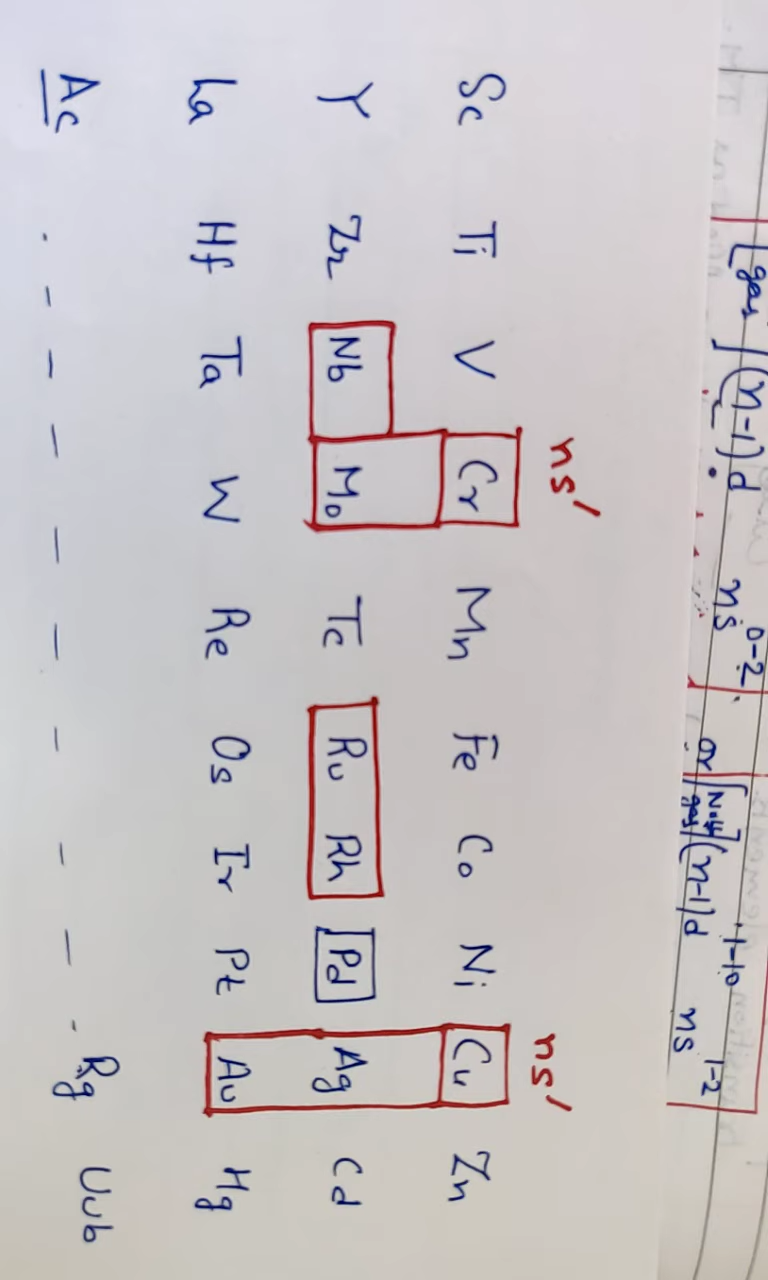 [gas](n-1)d ns⁰⁻² or [Noble gas](n-1)d¹⁻¹⁰ ns¹⁻²
ns' ns'
Sc Ti V Cr Mn Fe Co Ni Cu Zn
Y Zr Nb Mo Tc Ru Rh Pd Ag Cd
La Hf Ta W Re Os Ir Pt Au Hg
Ac . - - - - - - - - . Rg Uub